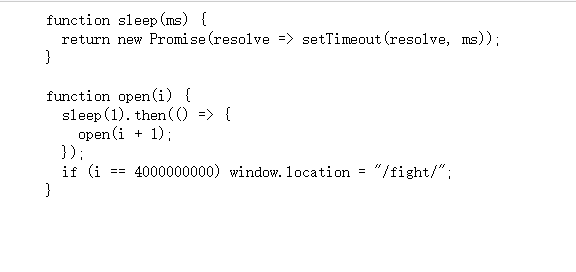 function sleep(ms) {
  return new Promise(resolve => setTimeout(resolve, ms));
}

function open(i) {
  sleep(1).then(() => {
    open(i + 1);
  });
  if (i == 4000000000) window.location = "/fight/";
}